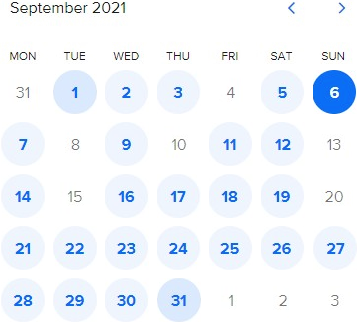 September 2021
MON TUE WED THU FRI SAT SUN
31 1 2 3 4 5 6
7 8 9 10 11 12 13
14 15 16 17 18 19 20
21 22 23 24 25 26 27
28 29 30 31 1 2 3